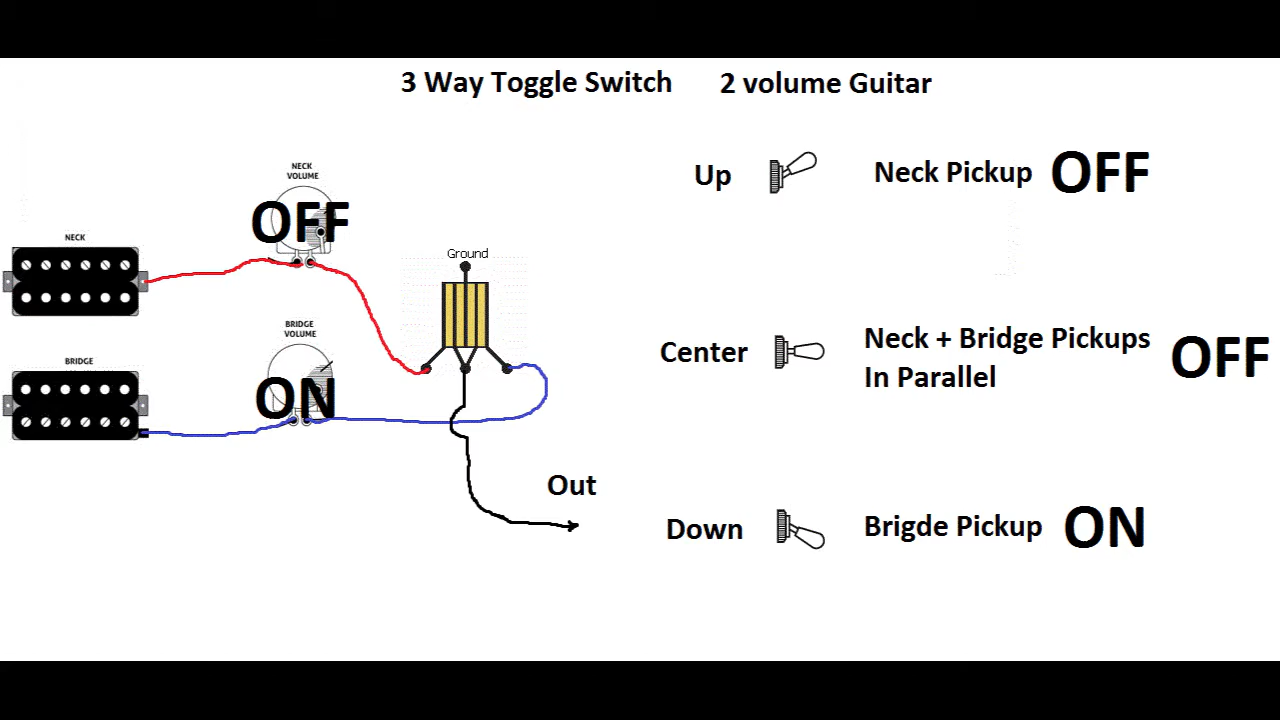 3 Way Toggle Switch 2 volume Guitar
NECK
VOLUME
OFF
NECK
Ground
BRIDGE
VOLUME
ON
BRIDGE
Out
Up Neck Pickup OFF
Center Neck + Bridge Pickups
In Parallel OFF
Down Brigde Pickup ON